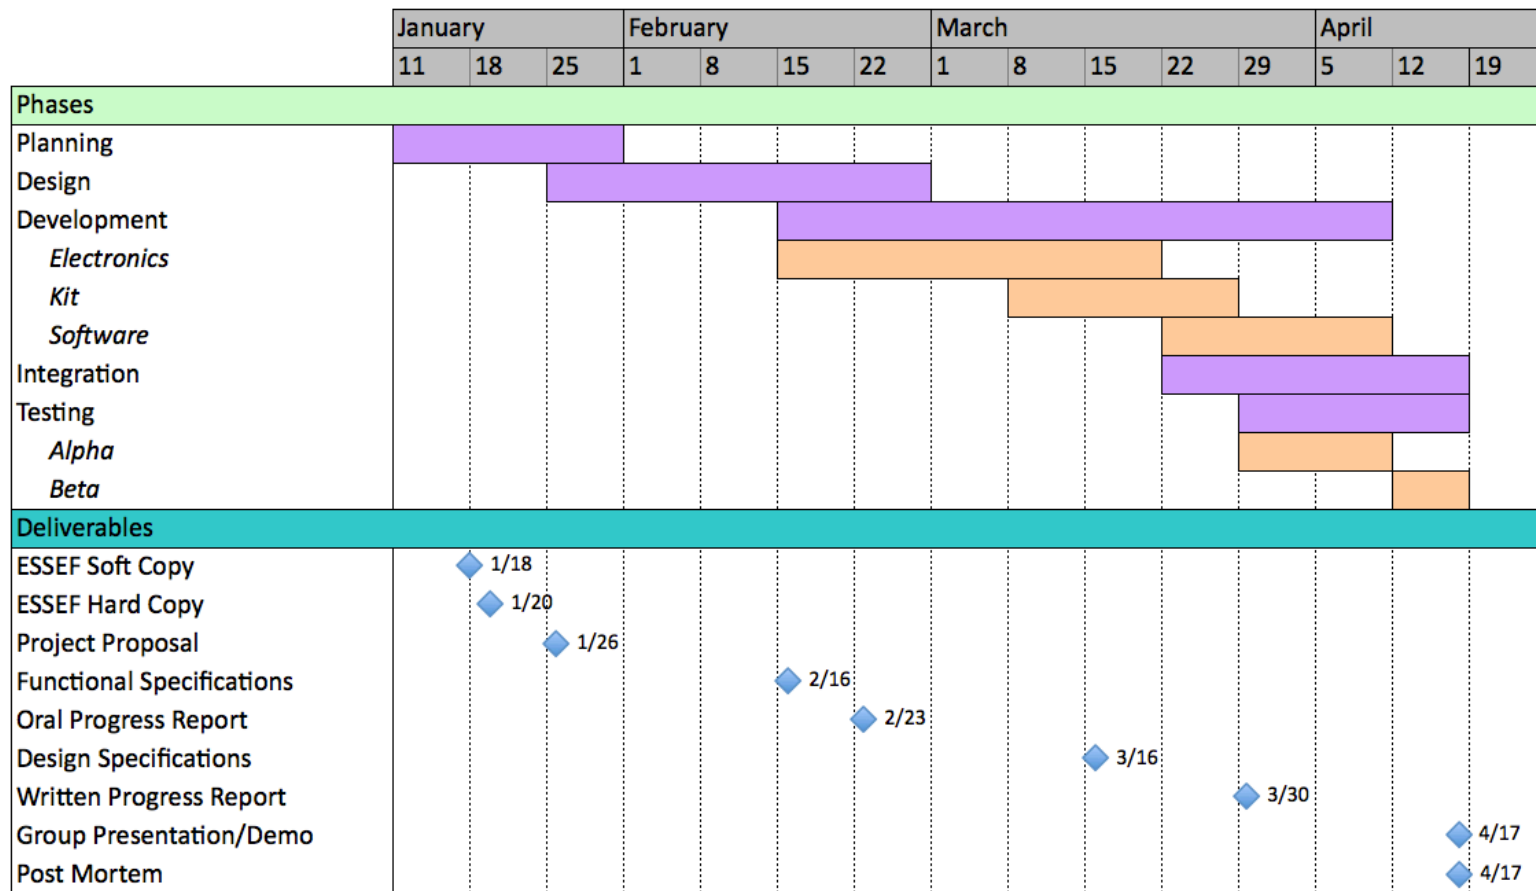 January February March April
11 18 25 1 8 15 22 1 8 15 22 29 5 12 19
Phases
Planning
Design
Development
Electronics
Kit
Software
Integration
Testing
Alpha
Beta
Deliverables
ESSEF Soft Copy 1/18
ESSEF Hard Copy 1/20
Project Proposal 1/26
Functional Specifications 2/16
Oral Progress Report 2/23
Design Specifications 3/16
Written Progress Report 3/30
Group Presentation/Demo 4/17
Post Mortem 4/17